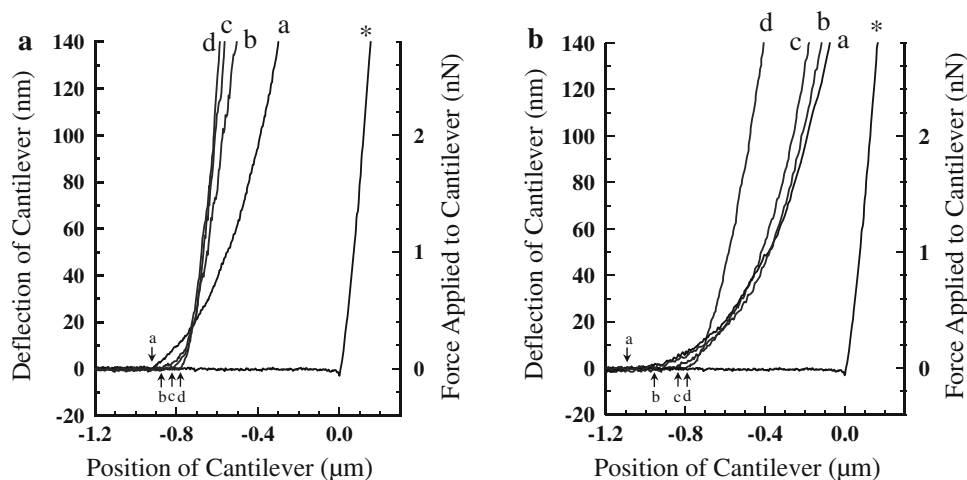 a
d c b a *
140
120
100
80
60
40
20
0
-20
Deflection of Cantilever (nm)
2
1
0
Force Applied to Cantilever (nN)
a
b c d
-1.2 -0.8 -0.4 0.0
Position of Cantilever (μm)
b
d c b a *
140
120
100
80
60
40
20
0
-20
Deflection of Cantilever (nm)
2
1
0
Force Applied to Cantilever (nN)
a
b c d
-1.2 -0.8 -0.4 0.0
Position of Cantilever (μm)